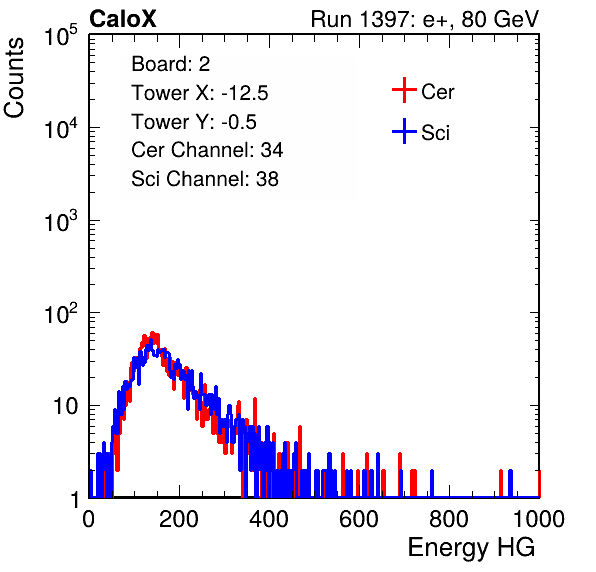 CaloX Run 1397: e+, 80 GeV
Counts
10^5
10^4
10^3
10^2
10
1
Board: 2
Tower X: -12.5
Tower Y: -0.5
Cer Channel: 34
Sci Channel: 38
Cer
Sci
0 200 400 600 800 1000
Energy HG